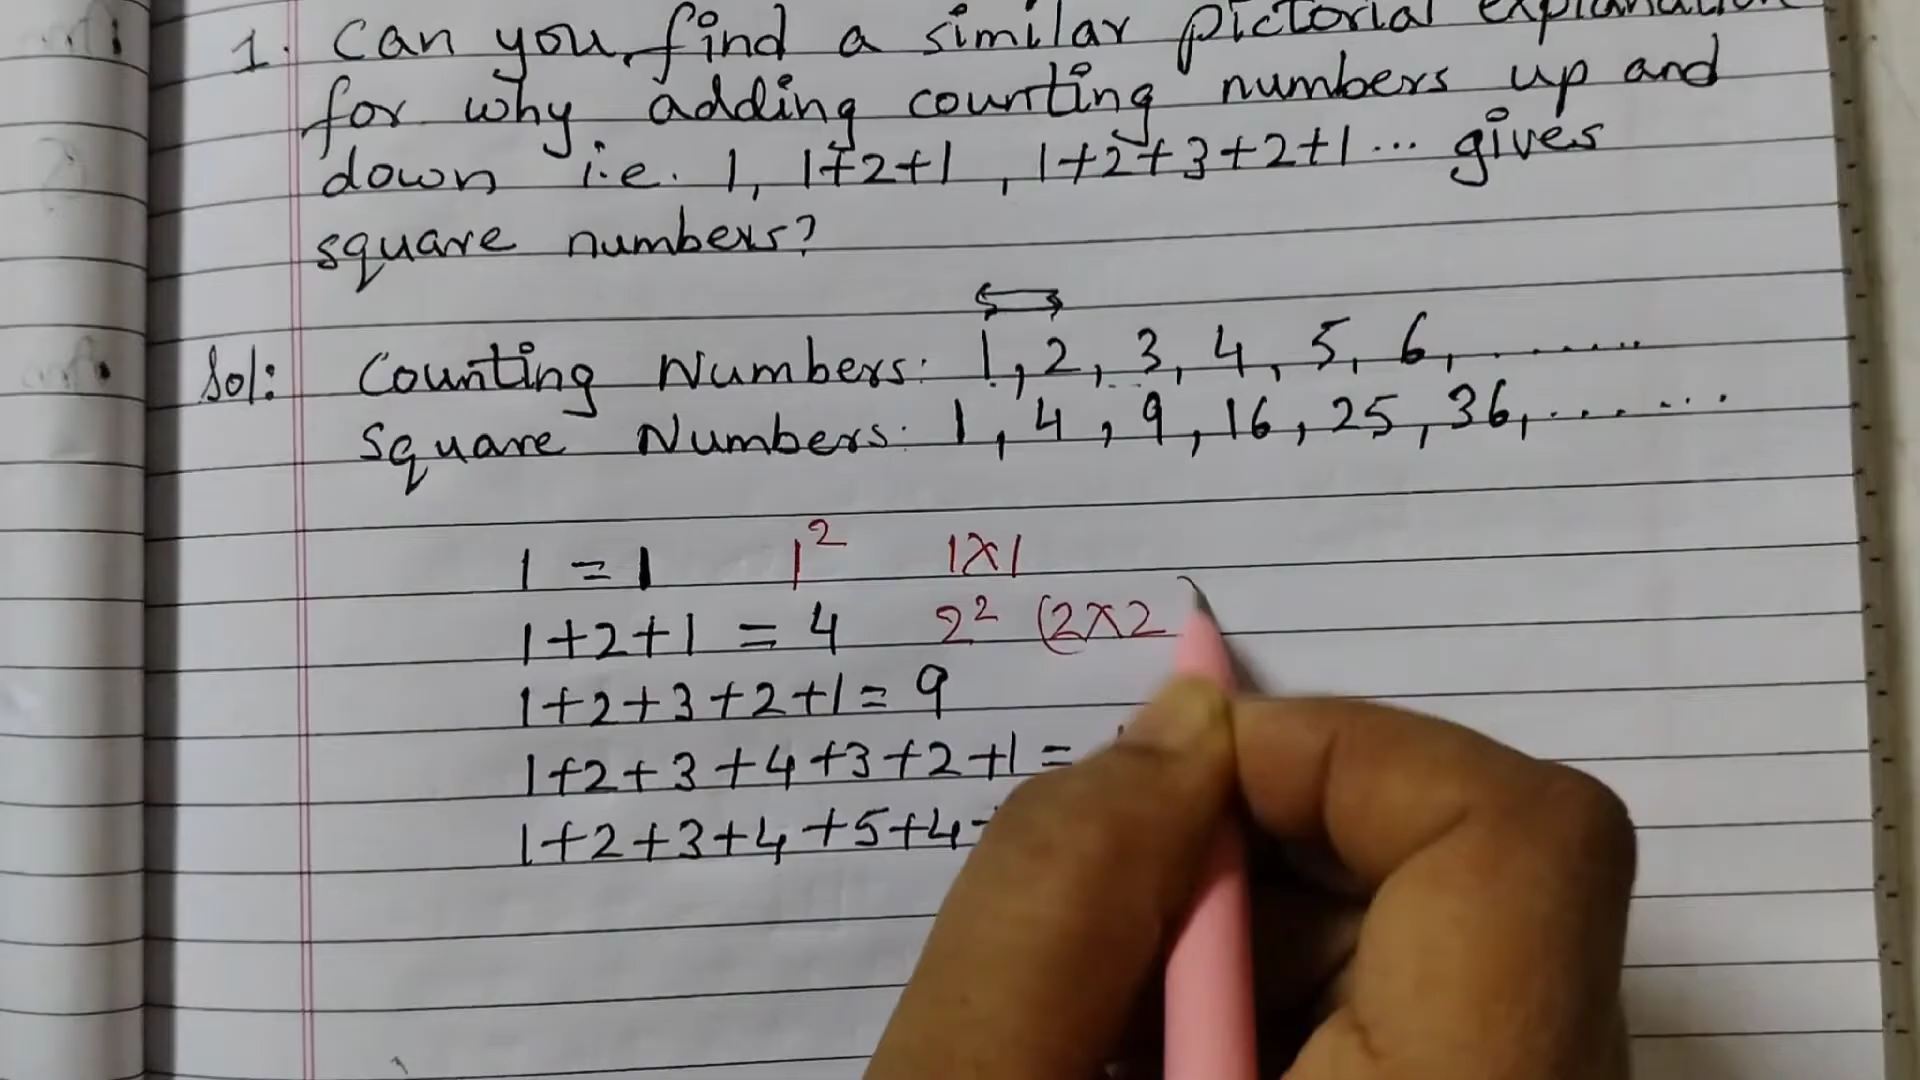 1. Can you find a similar pictorial explanation
for why adding counting numbers up and
down i.e. 1, 1+2+1, 1+2+3+2+1... gives
square numbers?
Sol: Counting Numbers: 1, 2, 3, 4, 5, 6, .......
Square Numbers: 1, 4, 9, 16, 25, 36, .......
1 = 1 1² 1×1
1+2+1 = 4 2² (2×2
1+2+3+2+1 = 9
1+2+3+4+3+2+1 =
1+2+3+4+5+4